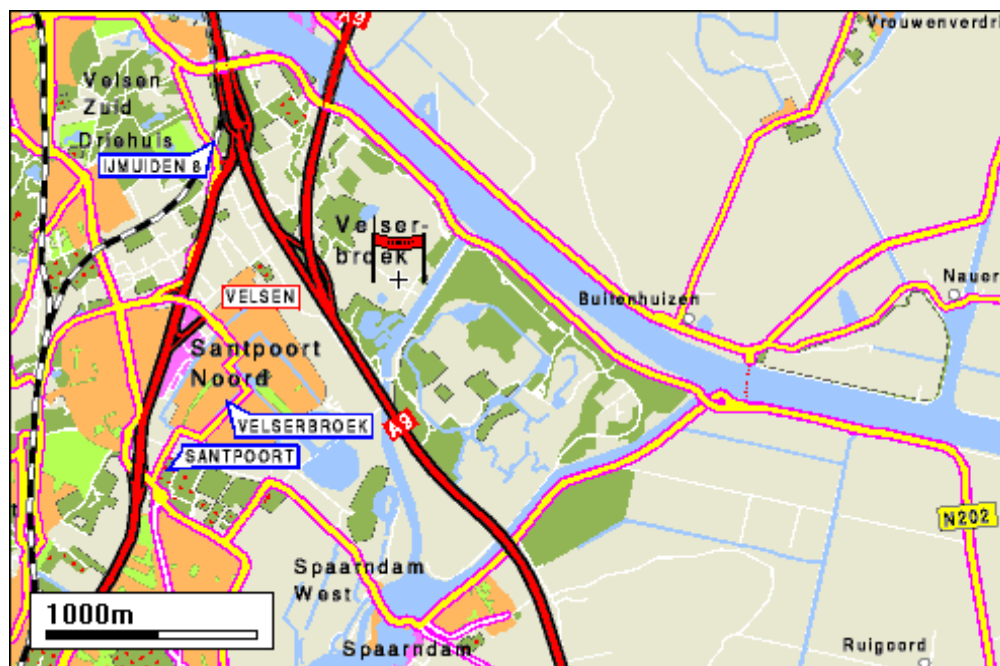 A9
Vrouwenverdri
Velsen
Zuid
Driehuis
IJMUIDEN 8
Velser-
broek
VELSEN
Nauer
Buitenhuizen
Santpoort
Noord
VELSERBROEK
A9
SANTPOORT
N202
Spaarndam
West
1000m
Spaarndam
Ruigoord